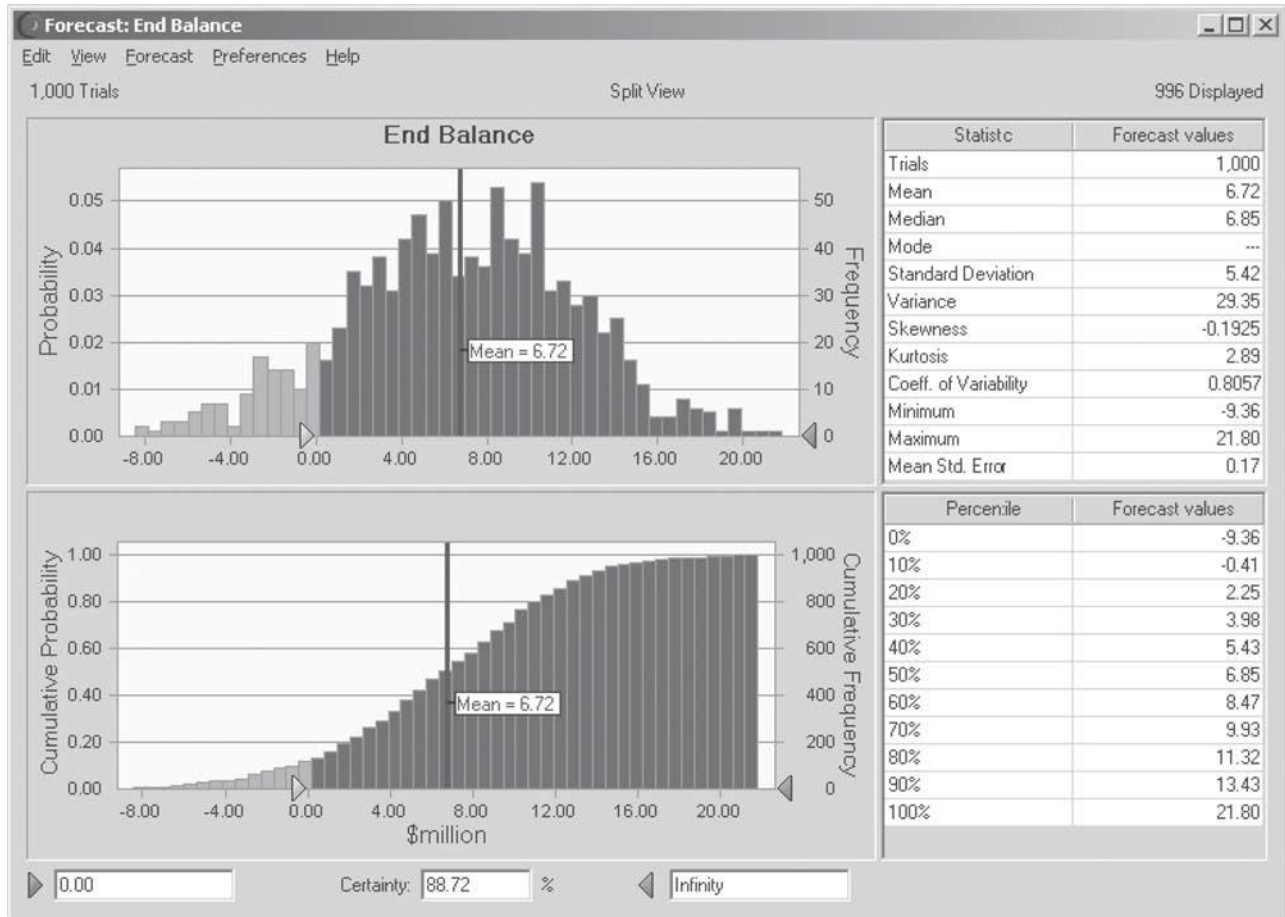 Forecast: End Balance
Edit View Forecast Preferences Help
1,000 Trials Split View 996 Displayed
End Balance
Probability
0.05
0.04
0.03
0.02
0.01
0.00
50
40
30
20
10
0
Frequency
Mean = 6.72
-8.00 -4.00 0.00 4.00 8.00 12.00 16.00 20.00
Statistc Forecast values
Trials 1,000
Mean 6.72
Median 6.85
Mode ---
Standard Deviation 5.42
Variance 29.35
Skewness -0.1925
Kurtosis 2.89
Coeff. of Variability 0.8057
Minimum -9.36
Maximum 21.80
Mean Std. Error 0.17
Cumulative Probability
1.00
0.80
0.60
0.40
0.20
0.00
1,000
800
600
400
200
0
Cumulative Frequency
Mean = 6.72
-8.00 -4.00 0.00 4.00 8.00 12.00 16.00 20.00
$million
Percen:ile Forecast values
0% -9.36
10% -0.41
20% 2.25
30% 3.98
40% 5.43
50% 6.85
60% 8.47
70% 9.93
80% 11.32
90% 13.43
100% 21.80
0.00 Certainty: 88.72 % Infinity